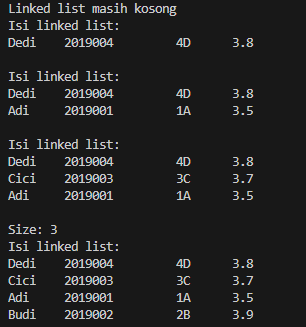 Linked list masih kosong
Isi linked list:
Dedi 2019004 4D 3.8
Isi linked list:
Dedi 2019004 4D 3.8
Adi 2019001 1A 3.5
Isi linked list:
Dedi 2019004 4D 3.8
Cici 2019003 3C 3.7
Adi 2019001 1A 3.5
Size: 3
Isi linked list:
Dedi 2019004 4D 3.8
Cici 2019003 3C 3.7
Adi 2019001 1A 3.5
Budi 2019002 2B 3.9